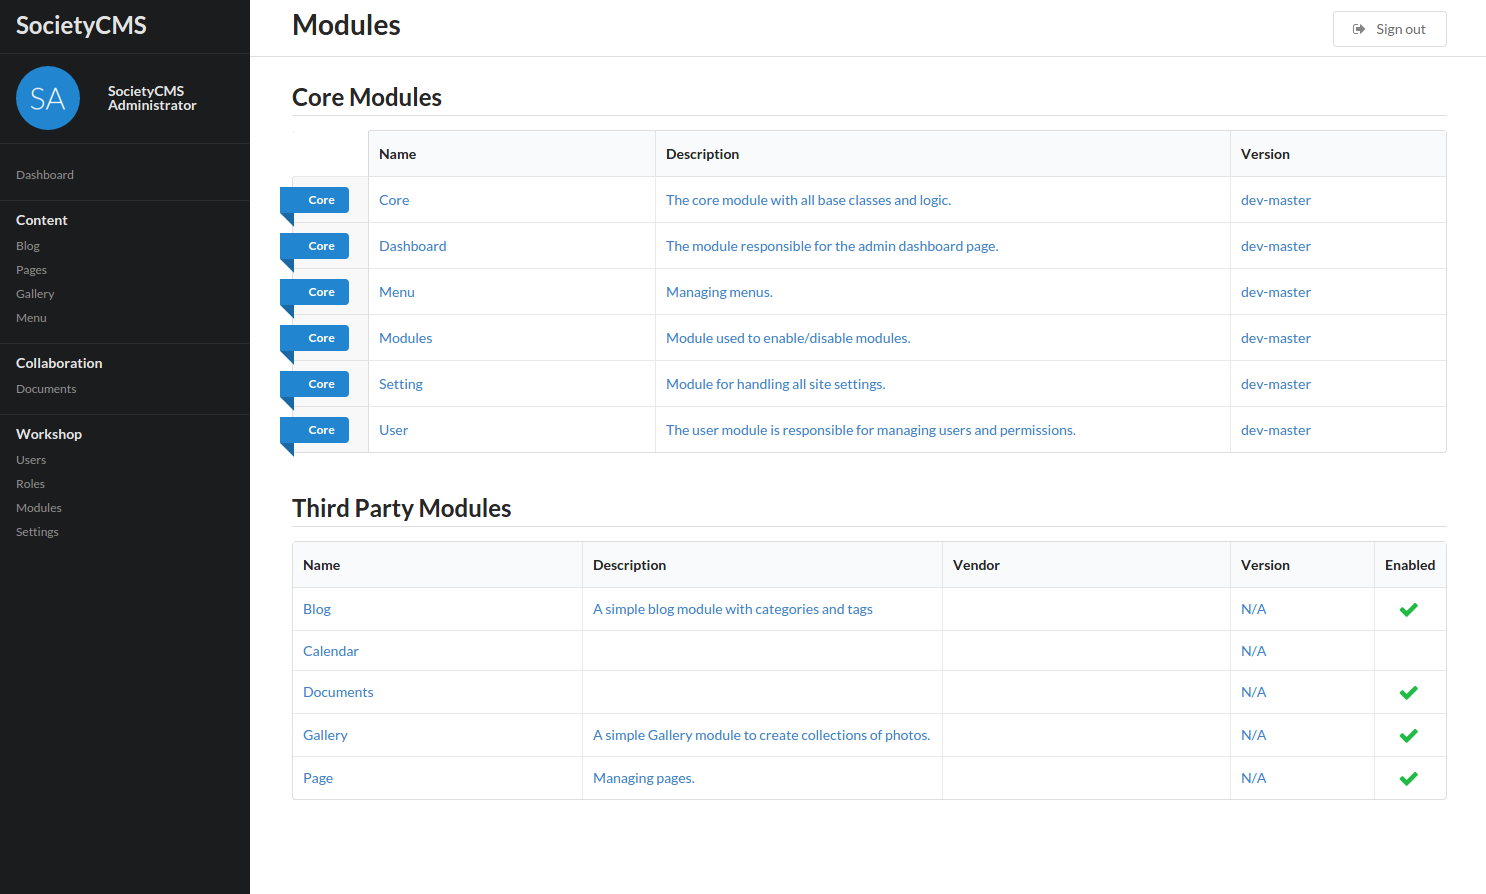 SocietyCMS
Modules
Sign out
SA
SocietyCMS
Administrator
Dashboard
Content
Blog
Pages
Gallery
Menu
Collaboration
Documents
Workshop
Users
Roles
Modules
Settings
Core Modules
Name Description Version
Core Core The core module with all base classes and logic. dev-master
Core Dashboard The module responsible for the admin dashboard page. dev-master
Core Menu Managing menus. dev-master
Core Modules Module used to enable/disable modules. dev-master
Core Setting Module for handling all site settings. dev-master
Core User The user module is responsible for managing users and permissions. dev-master
Third Party Modules
Name Description Vendor Version Enabled
Blog A simple blog module with categories and tags N/A
Calendar N/A
Documents N/A
Gallery A simple Gallery module to create collections of photos. N/A
Page Managing pages. N/A